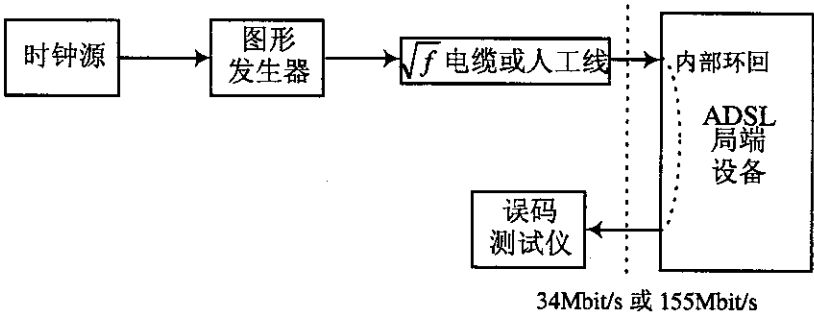 时钟源
图形
发生器
√f 电缆或人工线
内部环回
ADSL
局端
设备
误码
测试仪
34Mbit/s 或 155Mbit/s